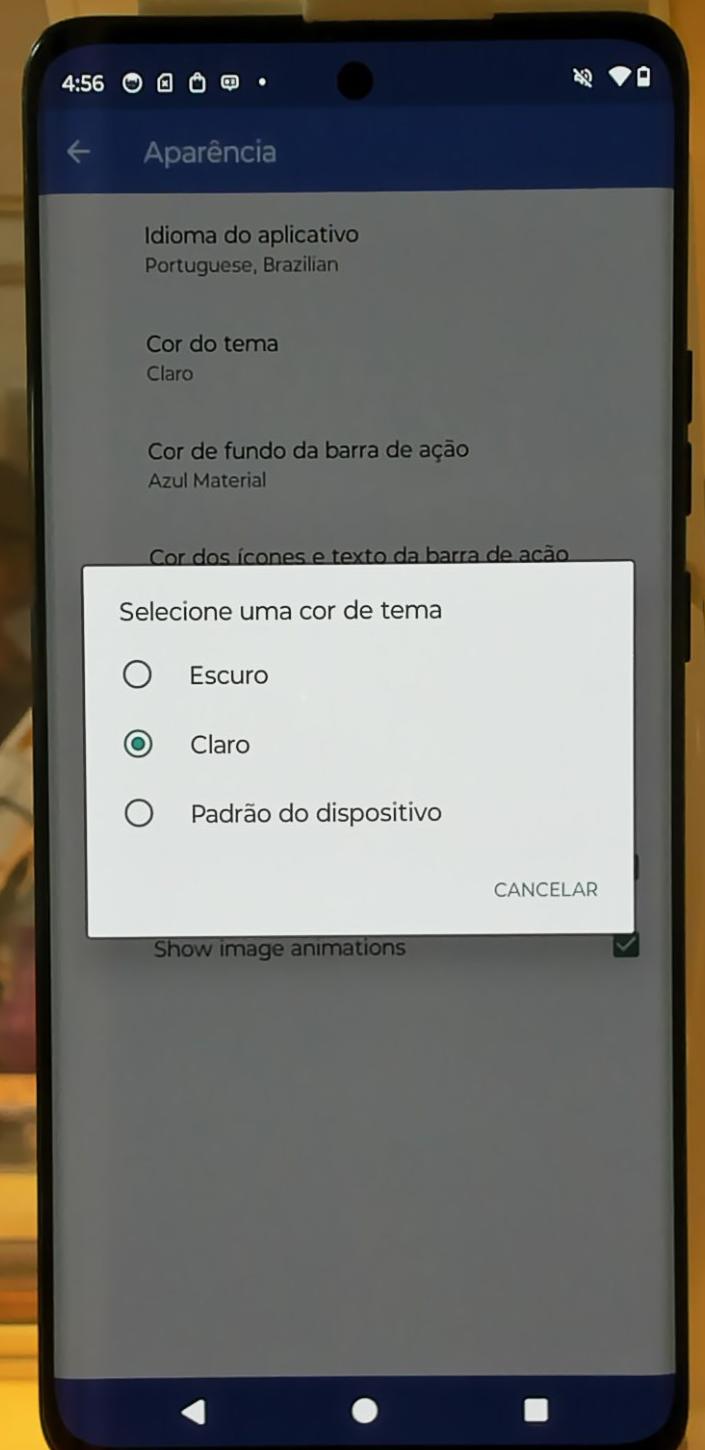 4:56
Aparência
Idioma do aplicativo
Portuguese, Brazilian
Cor do tema
Claro
Cor de fundo da barra de ação
Azul Material
Cor dos ícones e texto da barra de ação
Selecione uma cor de tema
Escuro
Claro
Padrão do dispositivo
CANCELAR
Show image animations